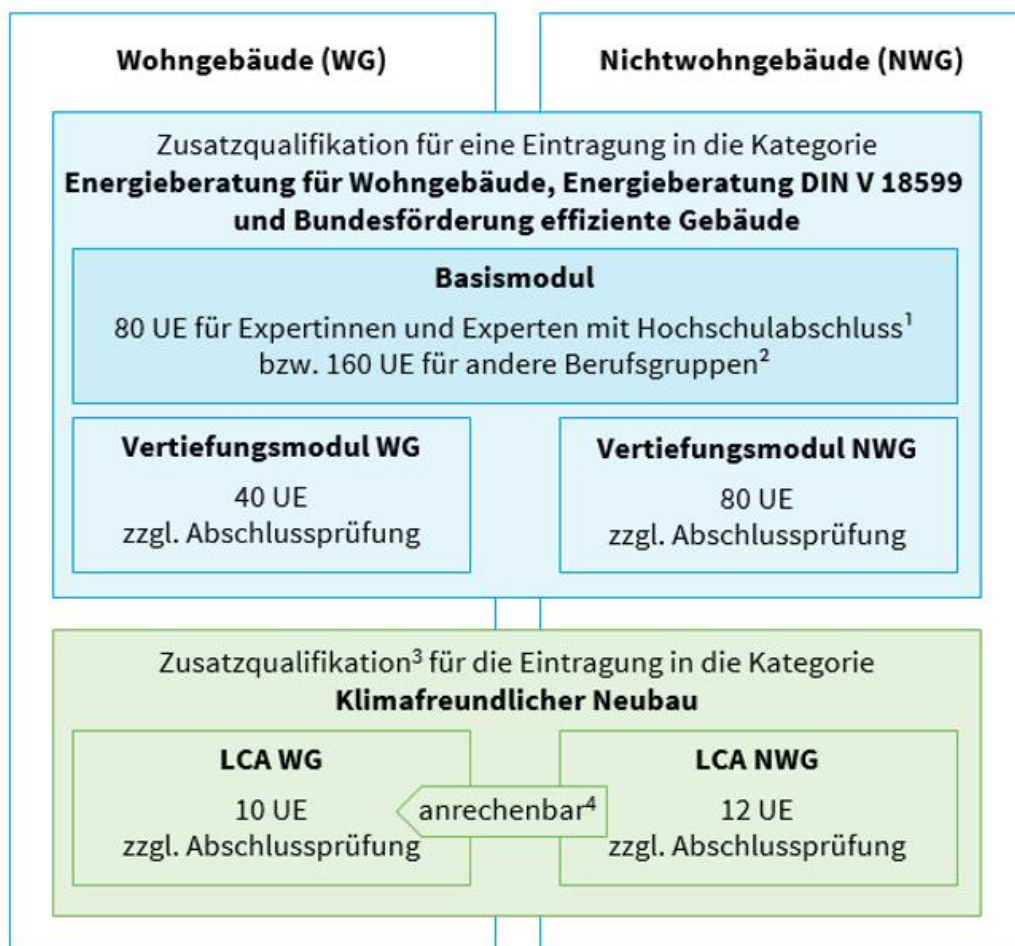 Wohngebäude (WG)
Nichtwohngebäude (NWG)
Zusatzqualifikation für eine Eintragung in die Kategorie
Energieberatung für Wohngebäude, Energieberatung DIN V 18599
und Bundesförderung effiziente Gebäude
Basismodul
80 UE für Expertinnen und Experten mit Hochschulabschluss¹
bzw. 160 UE für andere Berufsgruppen²
Vertiefungsmodul WG
40 UE
zzgl. Abschlussprüfung
Vertiefungsmodul NWG
80 UE
zzgl. Abschlussprüfung
Zusatzqualifikation³ für die Eintragung in die Kategorie
Klimafreundlicher Neubau
LCA WG
10 UE
zzgl. Abschlussprüfung
anrechenbar⁴
LCA NWG
12 UE
zzgl. Abschlussprüfung